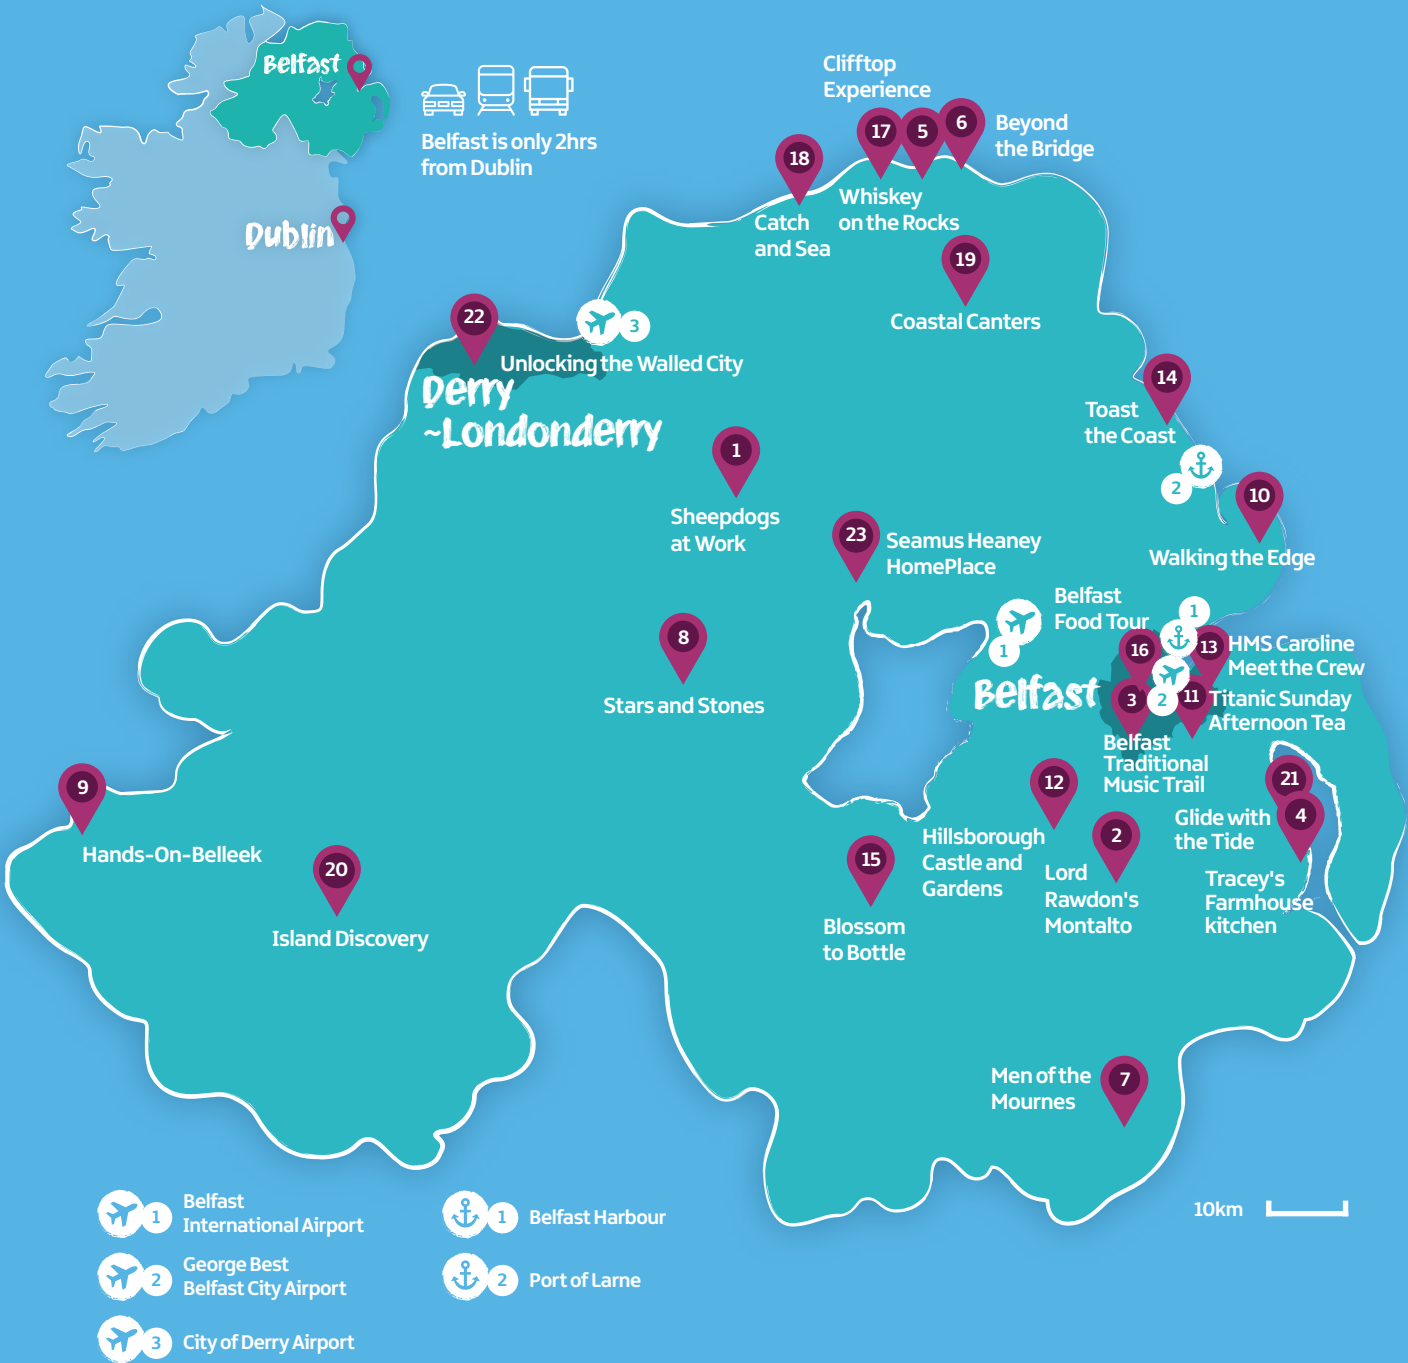 Belfast
Dublin
Belfast is only 2hrs
from Dublin
Clifftop
Experience
17
5
6
Beyond
the Bridge
18
Whiskey
on the Rocks
Catch
and Sea
19
Coastal Canters
22
3
Unlocking the Walled City
Derry
~Londonderry
14
Toast
the Coast
2
1
Sheepdogs
at Work
10
Walking the Edge
23
Seamus Heaney
HomePlace
Belfast
Food Tour
1
1
8
Stars and Stones
16
13
HMS Caroline
Meet the Crew
Belfast
3
2
11
Titanic Sunday
Afternoon Tea
Belfast
Traditional
Music Trail
9
Hands-On-Belleek
12
Hillsborough
Castle and
Gardens
21
Glide with
the Tide
4
Tracey's
Farmhouse
kitchen
2
Lord
Rawdon's
Montalto
15
Blossom
to Bottle
20
Island Discovery
Men of the
Mournes
7
1
Belfast
International Airport
2
George Best
Belfast City Airport
3
City of Derry Airport
1
Belfast Harbour
2
Port of Larne
10km